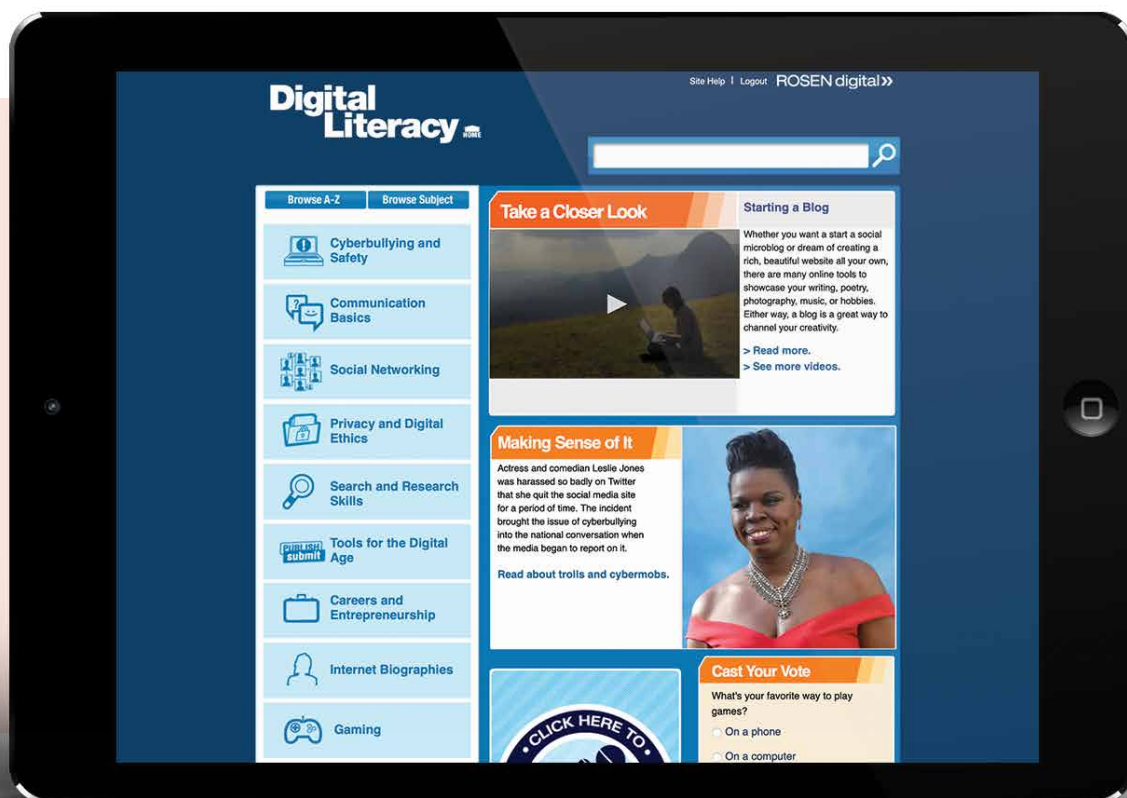 Digital
Literacy
HOME
Site Help | Logout ROSEN digital»
Browse A-Z
Browse Subject
Cyberbullying and
Safety
Communication
Basics
Social Networking
Privacy and Digital
Ethics
Search and Research
Skills
PUBLISH
submit
Tools for the Digital
Age
Careers and
Entrepreneurship
Internet Biographies
Gaming
Take a Closer Look
Starting a Blog
Whether you want a start a social
microblog or dream of creating a
rich, beautiful website all your own,
there are many online tools to
showcase your writing, poetry,
photography, music, or hobbies.
Either way, a blog is a great way to
channel your creativity.
> Read more.
> See more videos.
Making Sense of It
Actress and comedian Leslie Jones
was harassed so badly on Twitter
that she quit the social media site
for a period of time. The incident
brought the issue of cyberbullying
into the national conversation when
the media began to report on it.
Read about trolls and cybermobs.
• CLICK HERE TO •
Cast Your Vote
What's your favorite way to play
games?
On a phone
On a computer